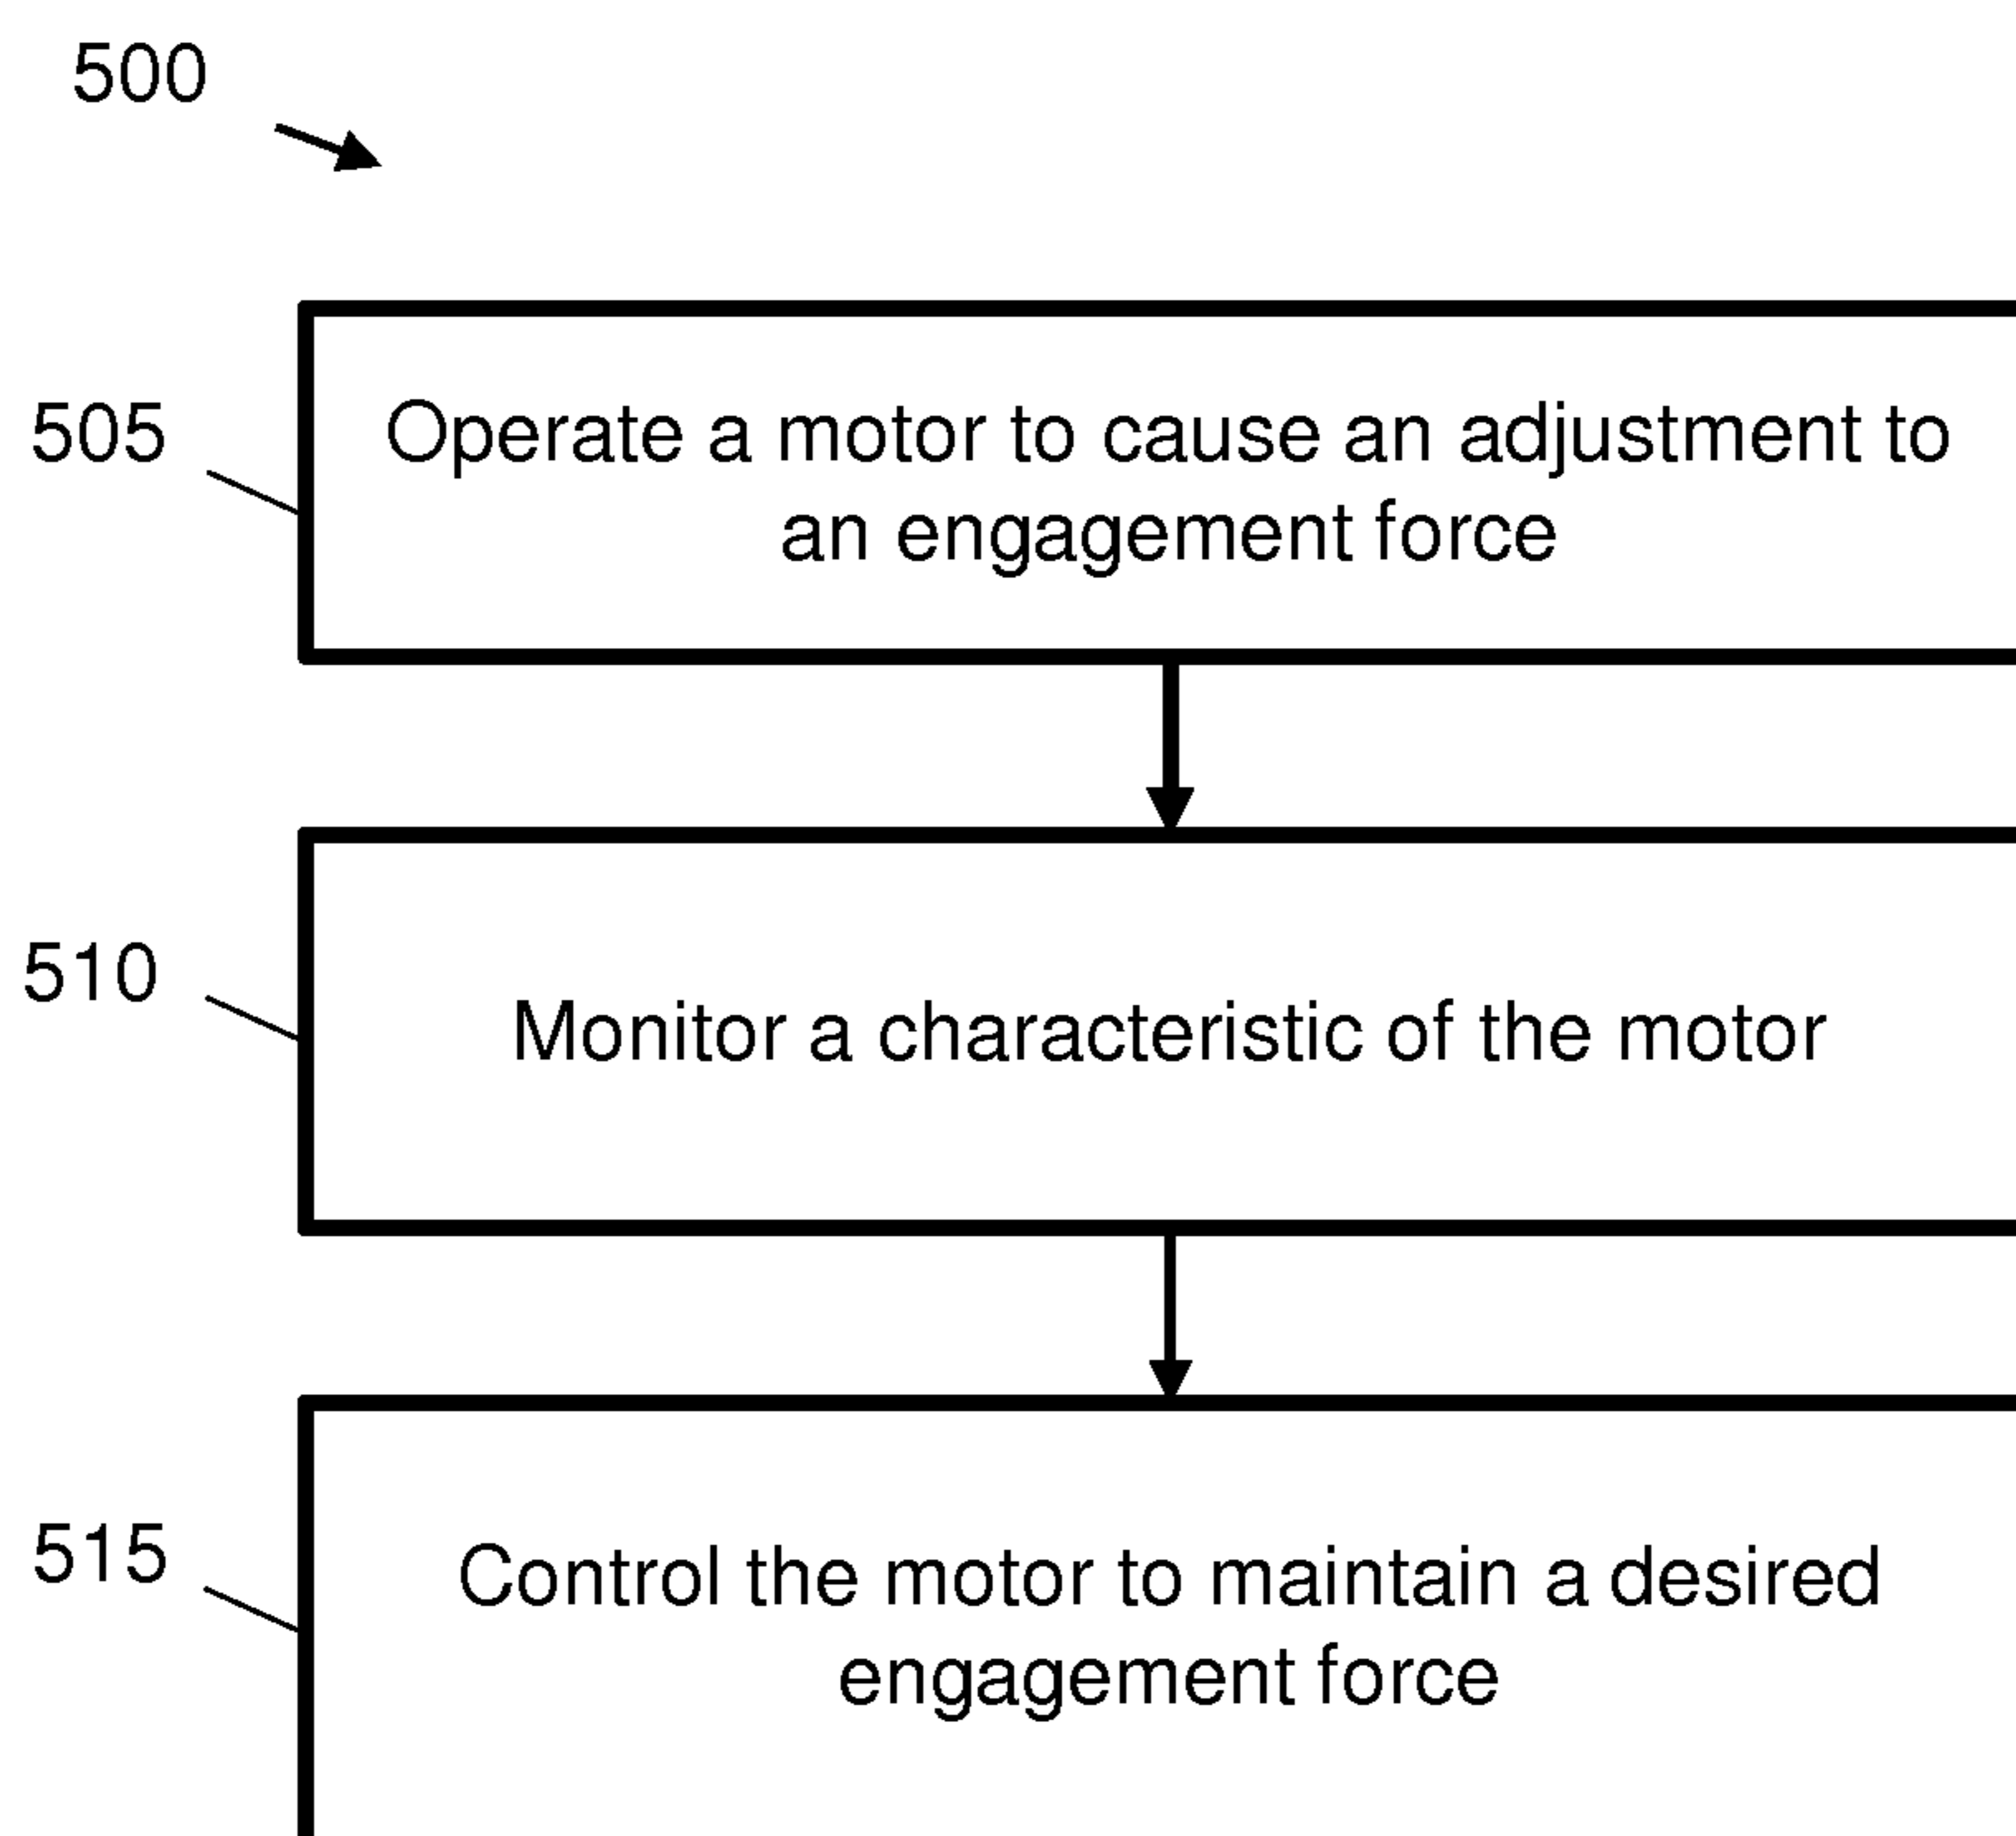 500
505
Operate a motor to cause an adjustment to
an engagement force
510
Monitor a characteristic of the motor
515
Control the motor to maintain a desired
engagement force